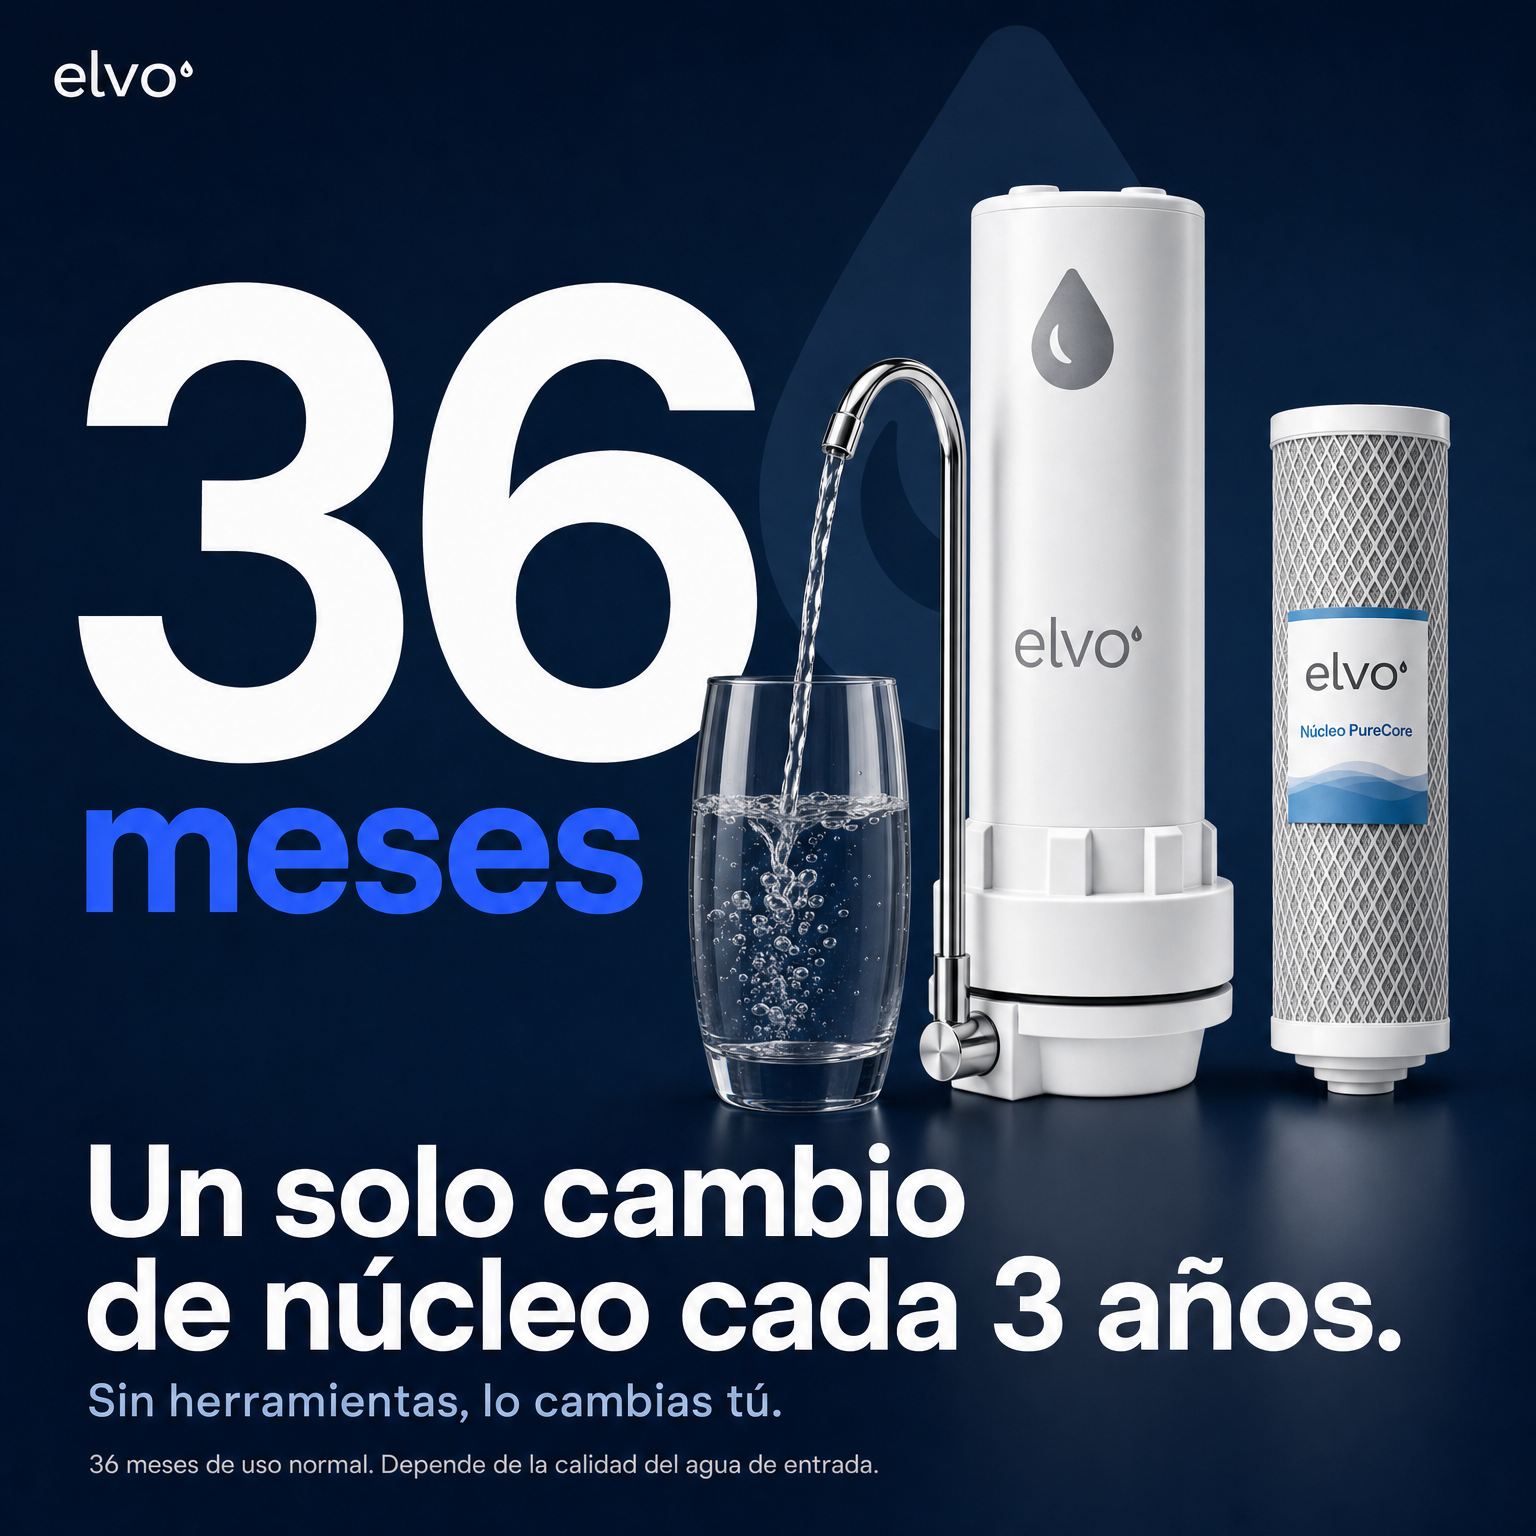 elvo
36
meses
elvo
elvo
Núcleo PureCore
Un solo cambio
de núcleo cada 3 años.
Sin herramientas, lo cambias tú.
36 meses de uso normal. Depende de la calidad del agua de entrada.